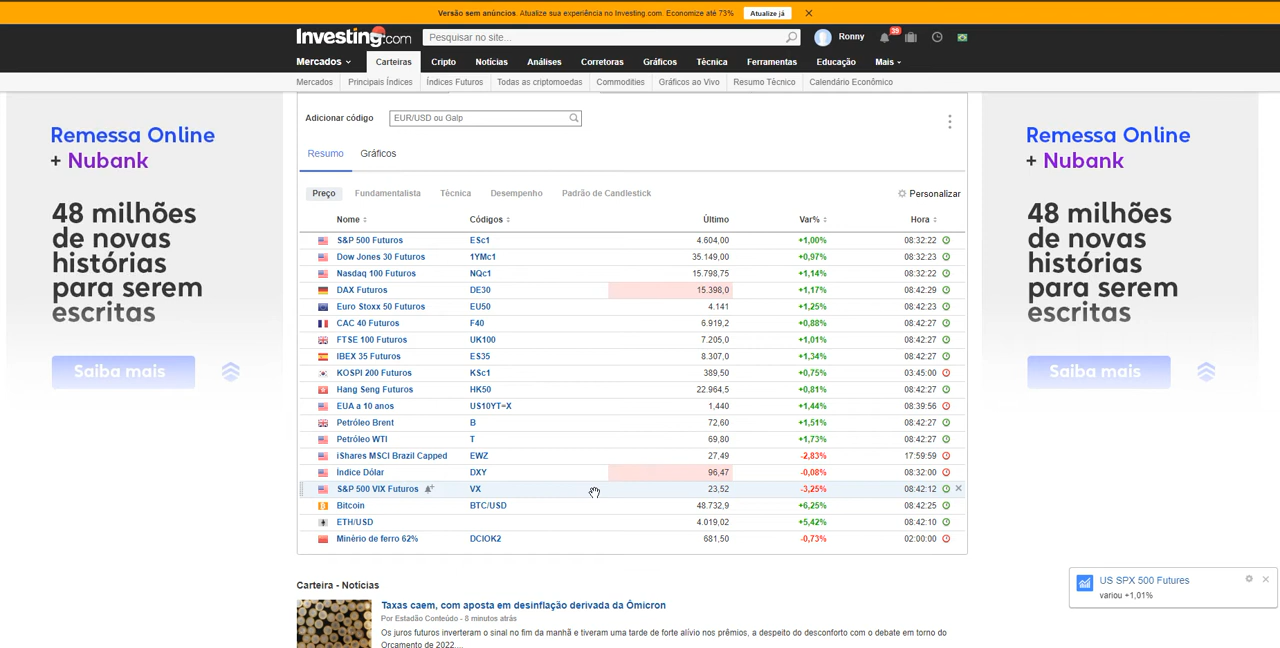 Versão sem anúncios. Atualize sua experiência no Investing.com. Economize até 73% Atualize já
Investing.com Pesquisar no site... Ronny 35
Mercados Carteiras Cripto Notícias Análises Corretoras Gráficos Técnica Ferramentas Educação Mais
Mercados Principais Índices Índices Futuros Todas as criptomoedas Commodities Gráficos ao Vivo Resumo Técnico Calendário Econômico
Remessa Online
+ Nubank
48 milhões
de novas
histórias
para serem
escritas
Saiba mais
Adicionar código EUR/USD ou Galp
Resumo Gráficos
Preço Fundamentalista Técnica Desempenho Padrão de Candlestick Personalizar
Nome Códigos Último Var% Hora
S&P 500 Futuros ESc1 4.604,00 +1,00% 08:32:22
Dow Jones 30 Futuros 1YMc1 35.149,00 +0,97% 08:32:23
Nasdaq 100 Futuros NQc1 15.798,75 +1,14% 08:32:22
DAX Futuros DE30 15.398,0 +1,17% 08:42:29
Euro Stoxx 50 Futuros EU50 4.141 +1,25% 08:42:23
CAC 40 Futuros F40 6.919,2 +0,88% 08:42:27
FTSE 100 Futuros UK100 7.205,0 +1,01% 08:42:27
IBEX 35 Futuros ES35 8.307,0 +1,34% 08:42:27
KOSPI 200 Futuros KSc1 389,50 +0,75% 03:45:00
Hang Seng Futuros HK50 22.964,5 +0,81% 08:42:27
EUA a 10 anos US10YT=X 1,440 +1,44% 08:39:56
Petróleo Brent B 72,60 +1,51% 08:42:27
Petróleo WTI T 69,80 +1,73% 08:42:27
iShares MSCI Brazil Capped EWZ 27,49 -2,83% 17:59:59
Índice Dólar DXY 96,47 -0,08% 08:32:00
S&P 500 VIX Futuros VX 23,52 -3,25% 08:42:12
Bitcoin BTC/USD 48.732,9 +6,25% 08:42:25
ETH/USD 4.019,02 +5,42% 08:42:10
Minério de ferro 62% DCIOK2 681,50 -0,73% 02:00:00
Carteira - Notícias
Taxas caem, com aposta em desinflação derivada da Ômicron
Por Estadão Conteúdo - 8 minutos atrás
Os juros futuros inverteram o sinal no fim da manhã e tiveram uma tarde de forte alívio nos prêmios, a despeito do desconforto com o debate em torno do
Orçamento de 2022....
Remessa Online
+ Nubank
48 milhões
de novas
histórias
para serem
escritas
Saiba mais
US SPX 500 Futures
variou +1,01%